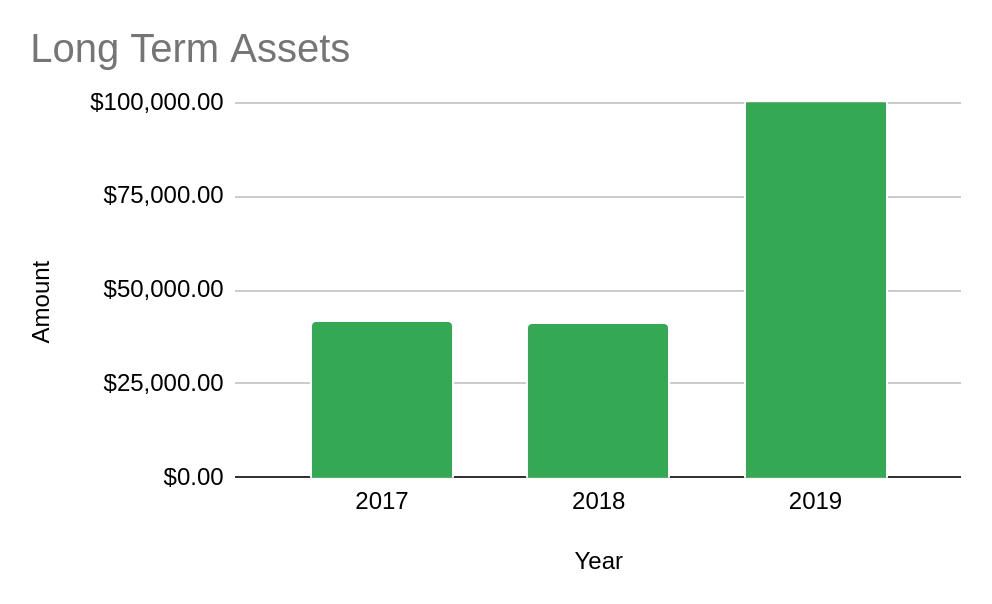 Long Term Assets
$100,000.00
$75,000.00
$50,000.00
$25,000.00
$0.00
Amount
2017 2018 2019
Year